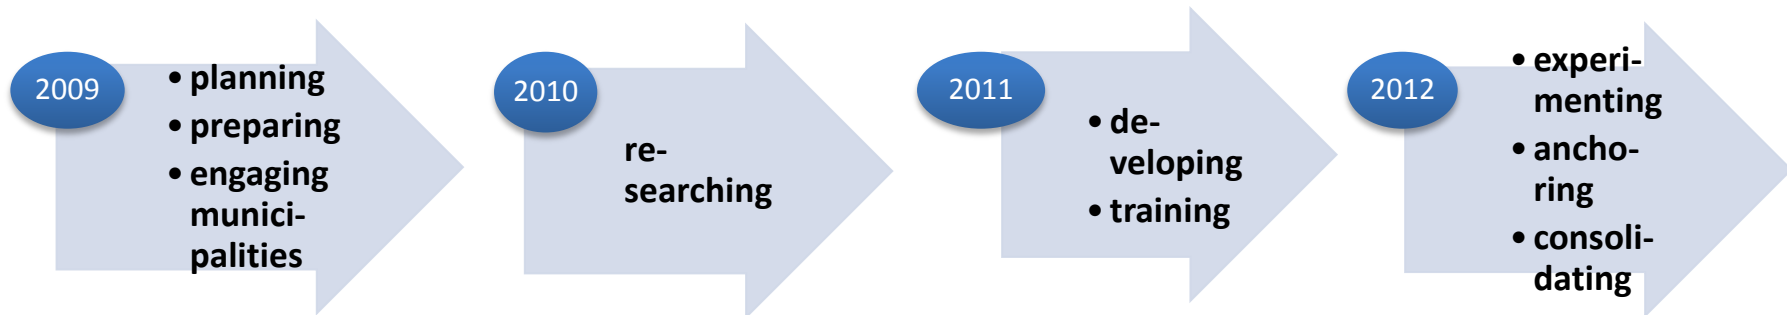 2009
• planning
• preparing
• engaging
munici-
palities
2010
re-
searching
2011
• de-
veloping
• training
2012
• experi-
menting
• ancho-
ring
• consoli-
dating